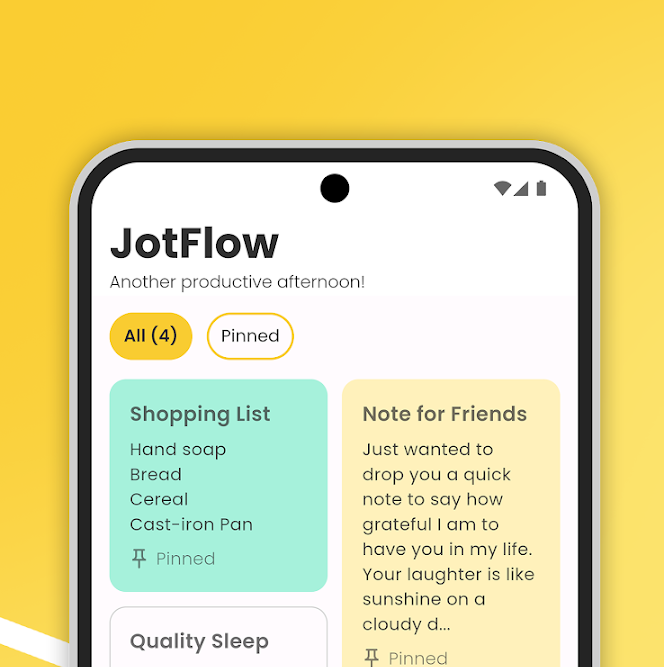 JotFlow
Another productive afternoon!
All (4)
Pinned
Shopping List
Hand soap
Bread
Cereal
Cast-iron Pan
Pinned
Quality Sleep
Note for Friends
Just wanted to
drop you a quick
note to say how
grateful I am to
have you in my life.
Your laughter is like
sunshine on a
cloudy d...
Pinned